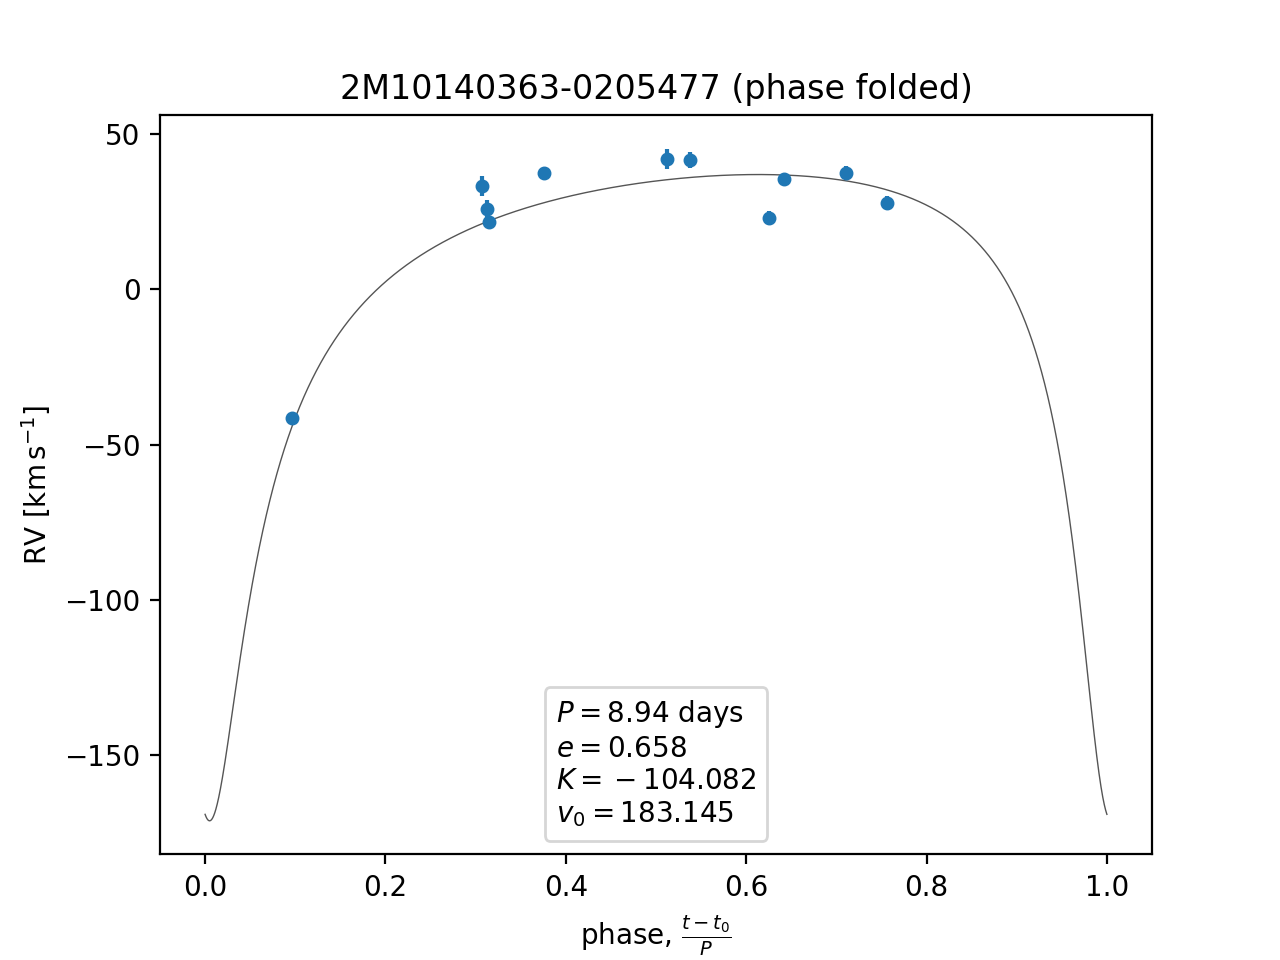 2M10140363-0205477 (phase folded)
RV [km s⁻¹]
50
0
−50
−100
−150
P = 8.94 days
e = 0.658
K = −104.082
v₀ = 183.145
0.0 0.2 0.4 0.6 0.8 1.0
phase, (t − t₀)/P